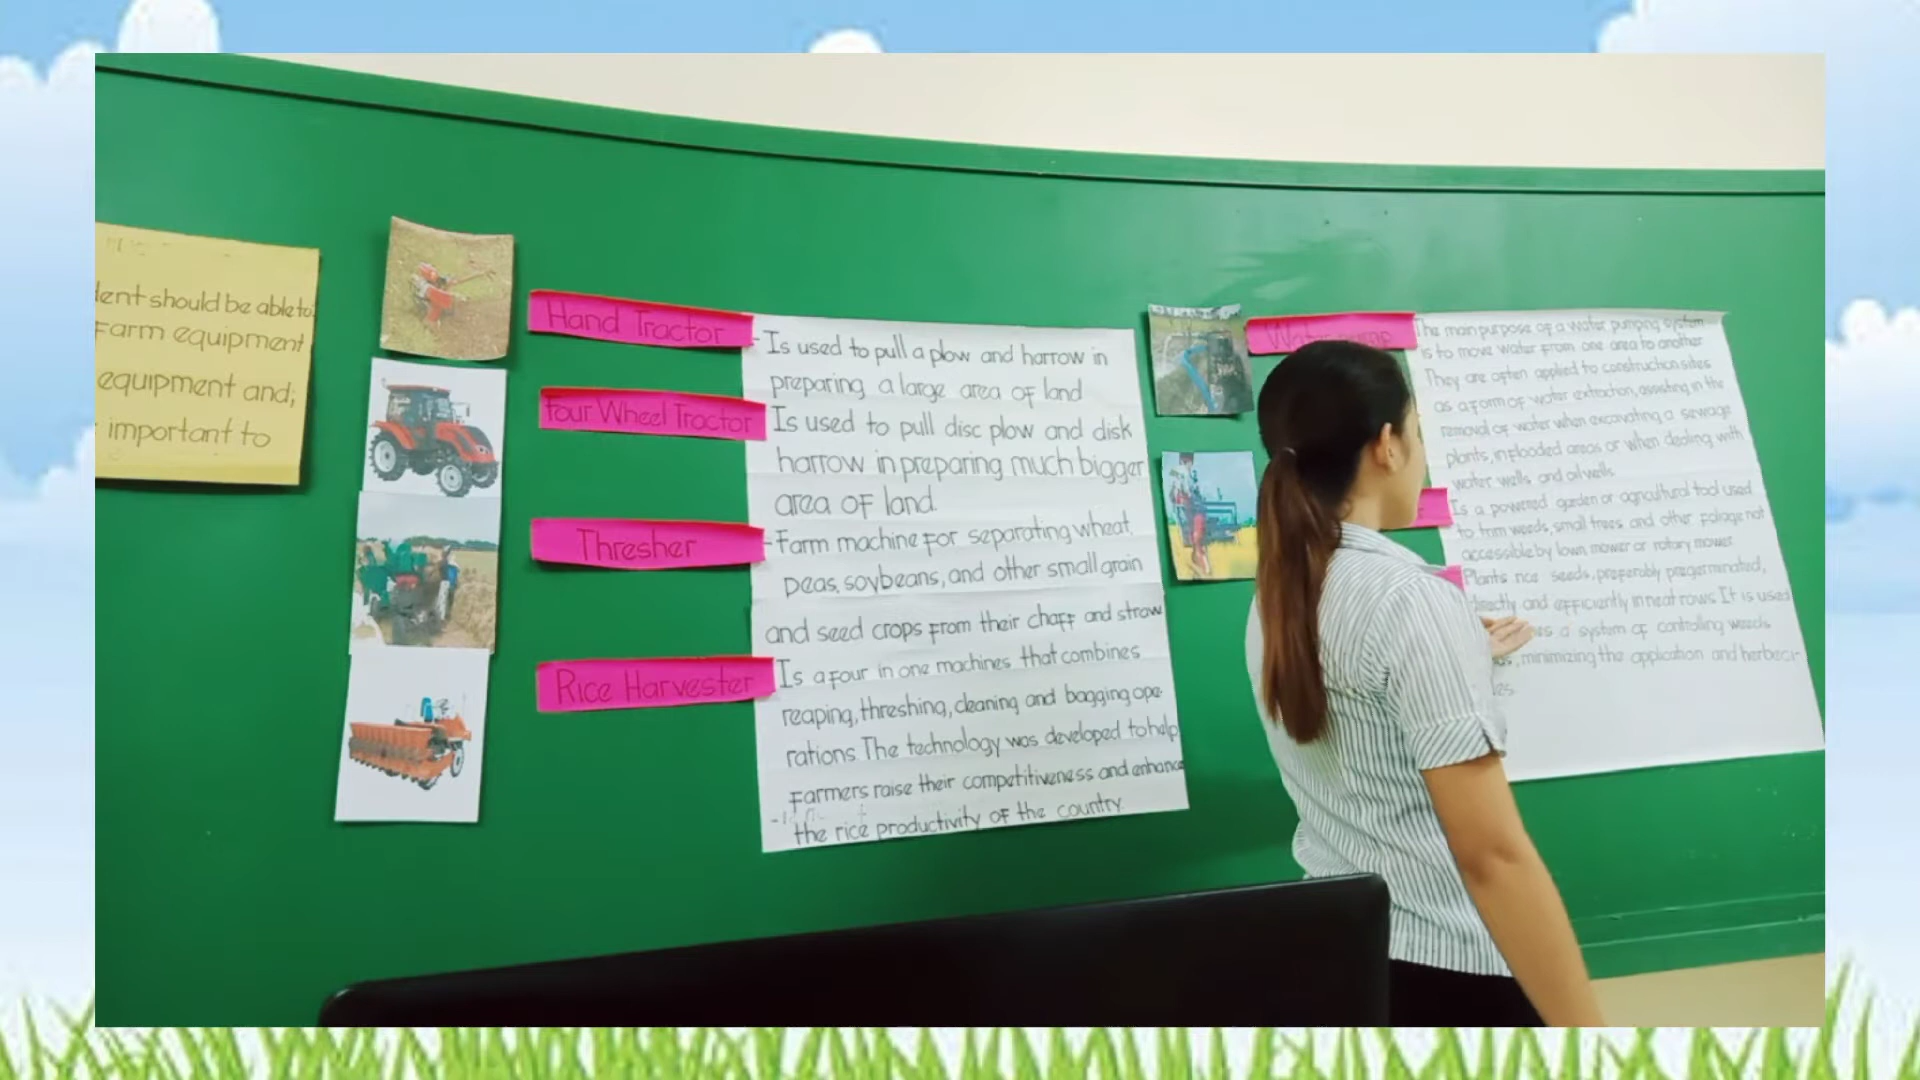 dent should be able to:
Farm equipment
equipment and;
important to
Hand Tractor
- Is used to pull a plow and harrow in
preparing a large area of land
Four Wheel Tractor
Is used to pull disc plow and disk
harrow in preparing much bigger
area of land.
Thresher
- Farm machine for separating wheat,
peas, soybeans, and other small grain
and seed crops from their chaff and straw
Rice Harvester
Is a four in one machines that combines
reaping, threshing, cleaning and bagging ope-
rations. The technology was developed to help
Farmers raise their competitiveness and enhance
the rice productivity of the country.
Water pump
The main purpose of a water pumping system
is to move water from one area to another
They are often applied to construction sites
as a form of water extraction, assisting in the
removal of water when excavating a sewage
plants, in flooded areas or when dealing with
water wells and oil wells.
Is a powered garden or agricultural tool used
to trim weeds, small trees and other foliage not
accessible by lawn mower or rotary mower
Plants rice seeds, preferably pregerminated,
directly and efficiently in neat rows. It is used
a system of controlling weeds
, minimizing the application and herbeci-
des